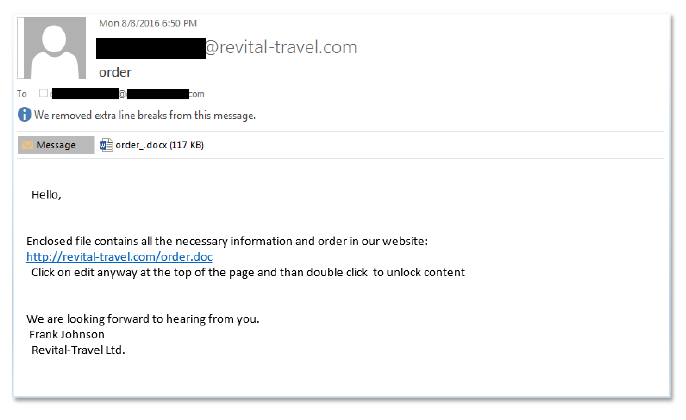 Mon 8/8/2016 6:50 PM
@revital-travel.com
order
To @ com
We removed extra line breaks from this message.
Message order_.docx (117 KB)
Hello,
Enclosed file contains all the necessary information and order in our website:
http://revital-travel.com/order.doc
Click on edit anyway at the top of the page and than double click to unlock content
We are looking forward to hearing from you.
Frank Johnson
Revital-Travel Ltd.